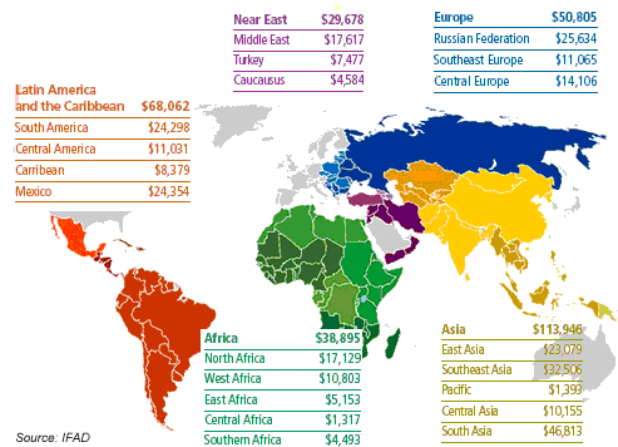 Near East $29,678
Middle East $17,617
Turkey $7,477
Caucausus $4,584
Europe $50,805
Russian Federation $25,634
Southeast Europe $11,065
Central Europe $14,106
Latin America
and the Caribbean $68,062
South America $24,298
Central America $11,031
Carribean $8,379
Mexico $24,354
Africa $38,895
North Africa $17,129
West Africa $10,803
East Africa $5,153
Central Africa $1,317
Southern Africa $4,493
Asia $113,946
East Asia $23,079
Southeast Asia $32,506
Pacific $1,393
Central Asia $10,155
South Asia $46,813
Source: IFAD